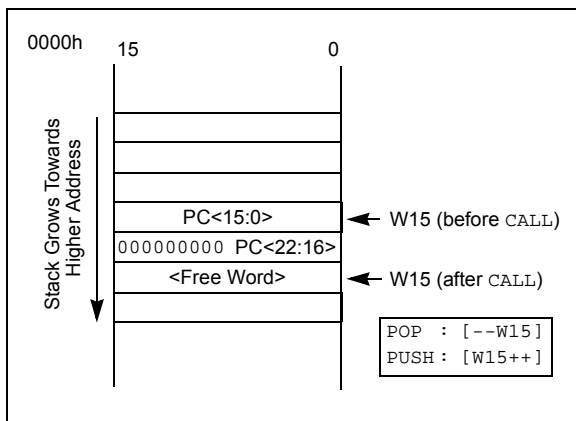 0000h
15 0
Stack Grows Towards
Higher Address
PC<15:0>
W15 (before CALL)
000000000 PC<22:16>
<Free Word>
W15 (after CALL)
POP : [--W15]
PUSH : [W15++]